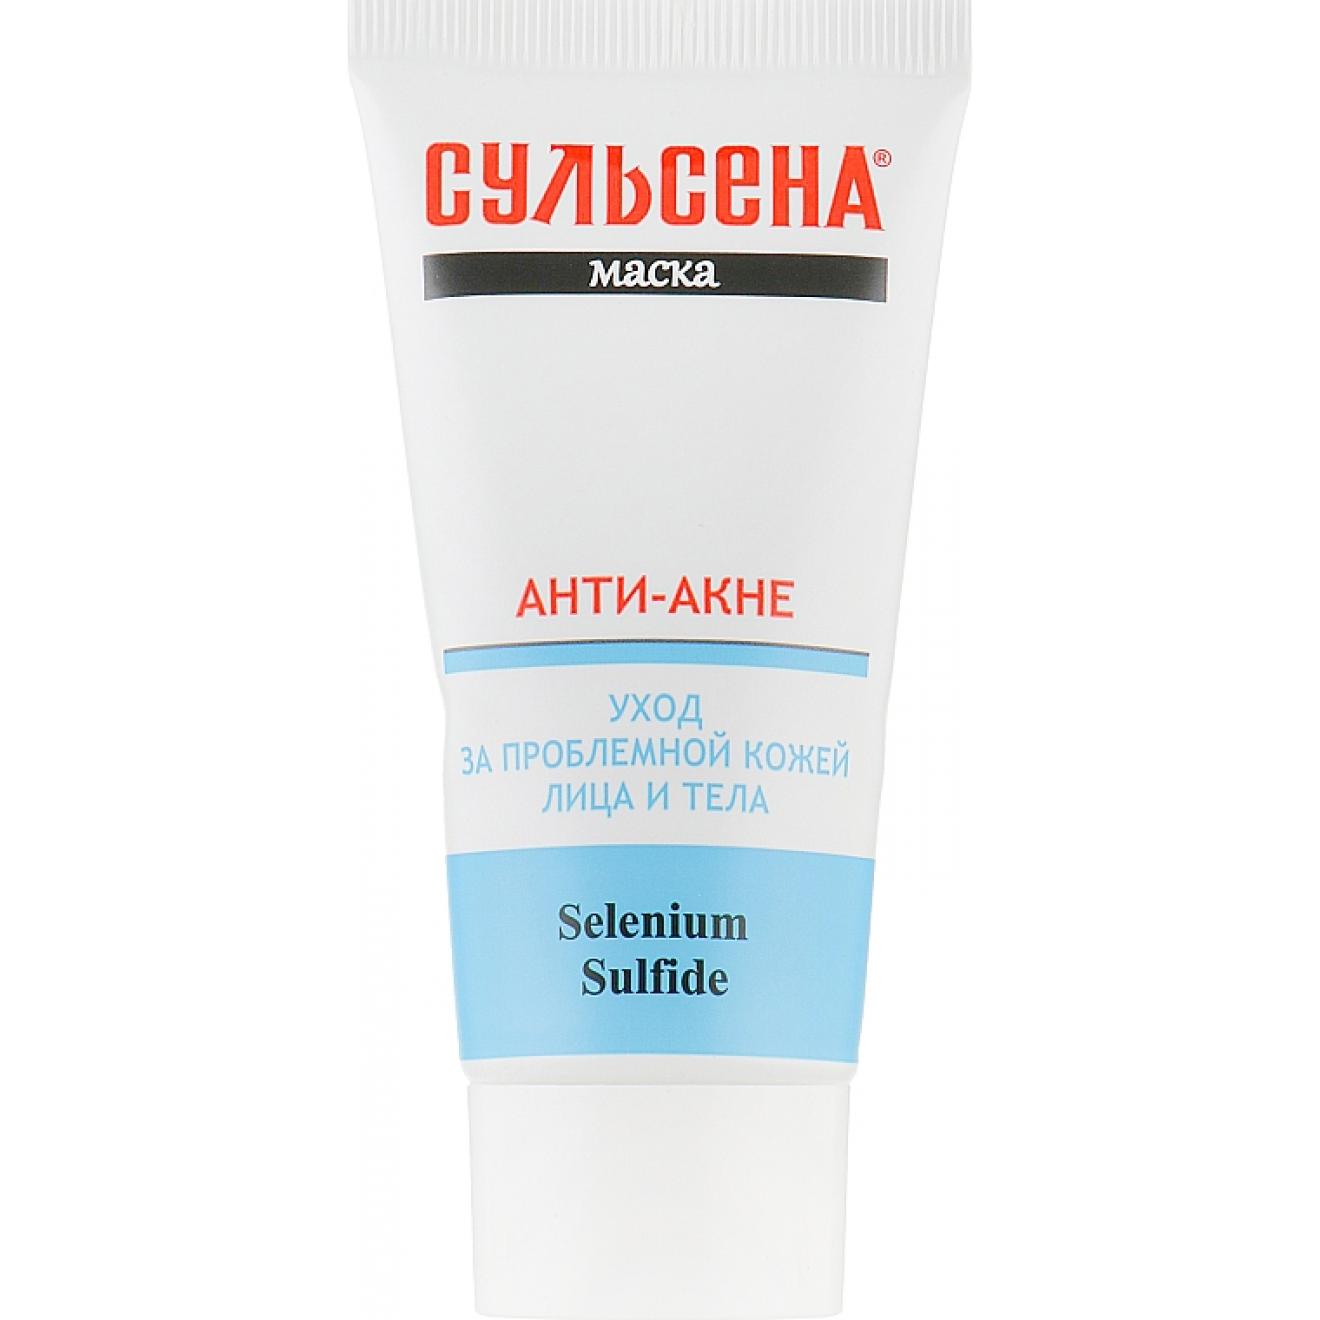 СУЛЬСЕНА®
маска
АНТИ-АКНЕ
УХОД
ЗА ПРОБЛЕМНОЙ КОЖЕЙ
ЛИЦА И ТЕЛА
Selenium
Sulfide